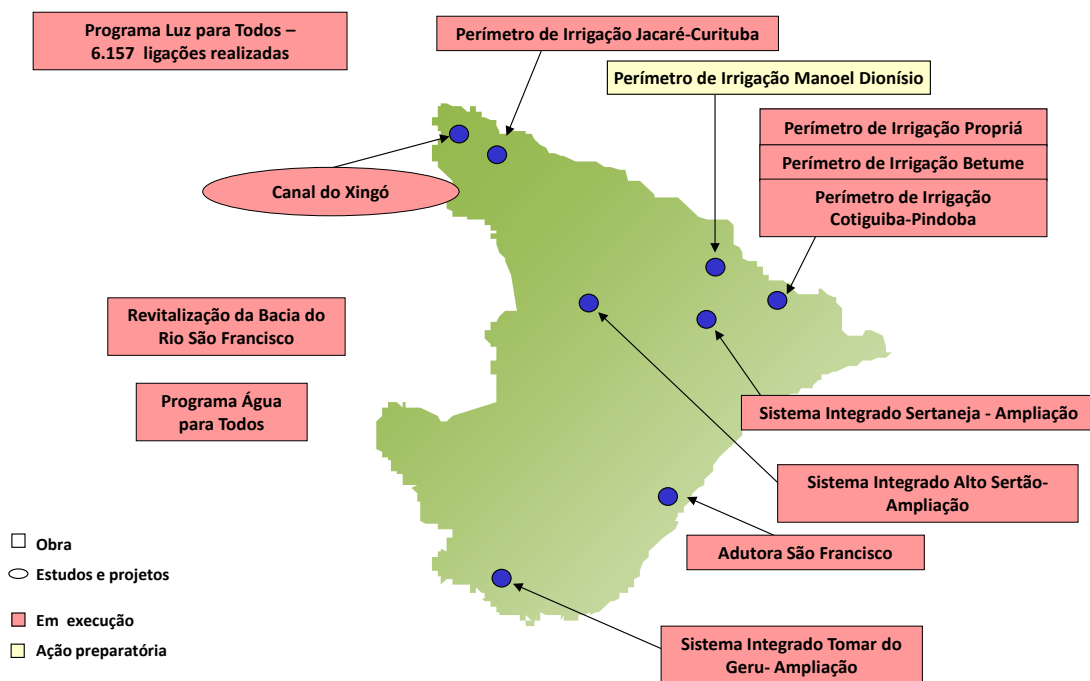 Programa Luz para Todos –
6.157 ligações realizadas
Perímetro de Irrigação Jacaré-Curituba
Perímetro de Irrigação Manoel Dionísio
Perímetro de Irrigação Propriá
Perímetro de Irrigação Betume
Perímetro de Irrigação
Cotiguiba-Pindoba
Canal do Xingó
Revitalização da Bacia do
Rio São Francisco
Programa Água
para Todos
Sistema Integrado Sertaneja - Ampliação
Sistema Integrado Alto Sertão-
Ampliação
Adutora São Francisco
Sistema Integrado Tomar do
Geru- Ampliação
Obra
Estudos e projetos
Em execução
Ação preparatória